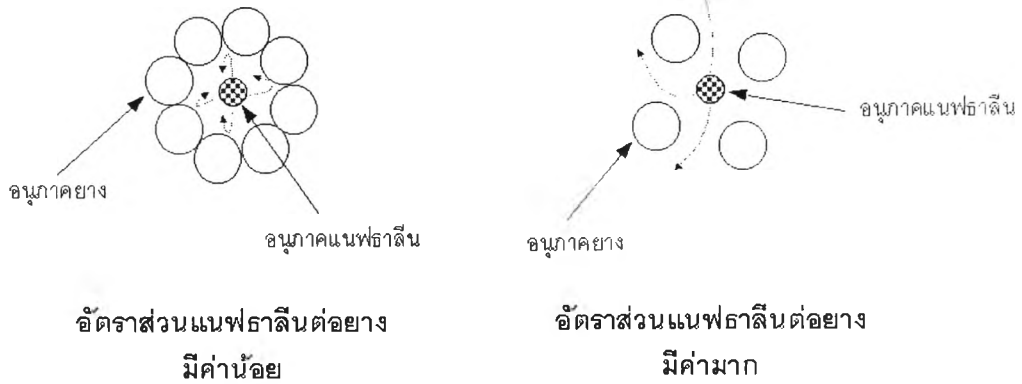 อนุภาคยาง
อนุภาคแนฟธาลีน
อัตราส่วนแนฟธาลีนต่อยาง
มีค่าน้อย
อนุภาคแนฟธาลีน
อนุภาคยาง
อัตราส่วนแนฟธาลีนต่อยาง
มีค่ามาก